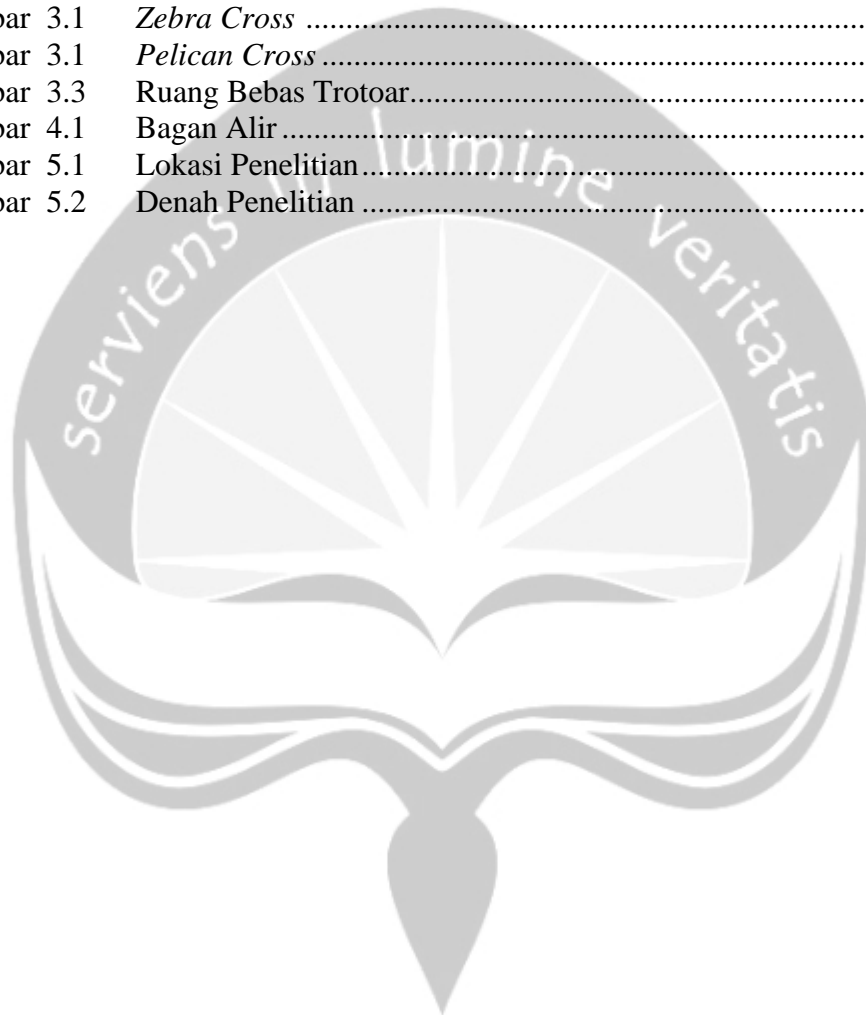 bar 3.1 Zebra Cross ........................................................................
bar 3.1 Pelican Cross ......................................................................
bar 3.3 Ruang Bebas Trotoar...........................................................
bar 4.1 Bagan Alir ...........................................................................
bar 5.1 Lokasi Penelitian .................................................................
bar 5.2 Denah Penelitian .................................................................
serviens in lumine veritatis